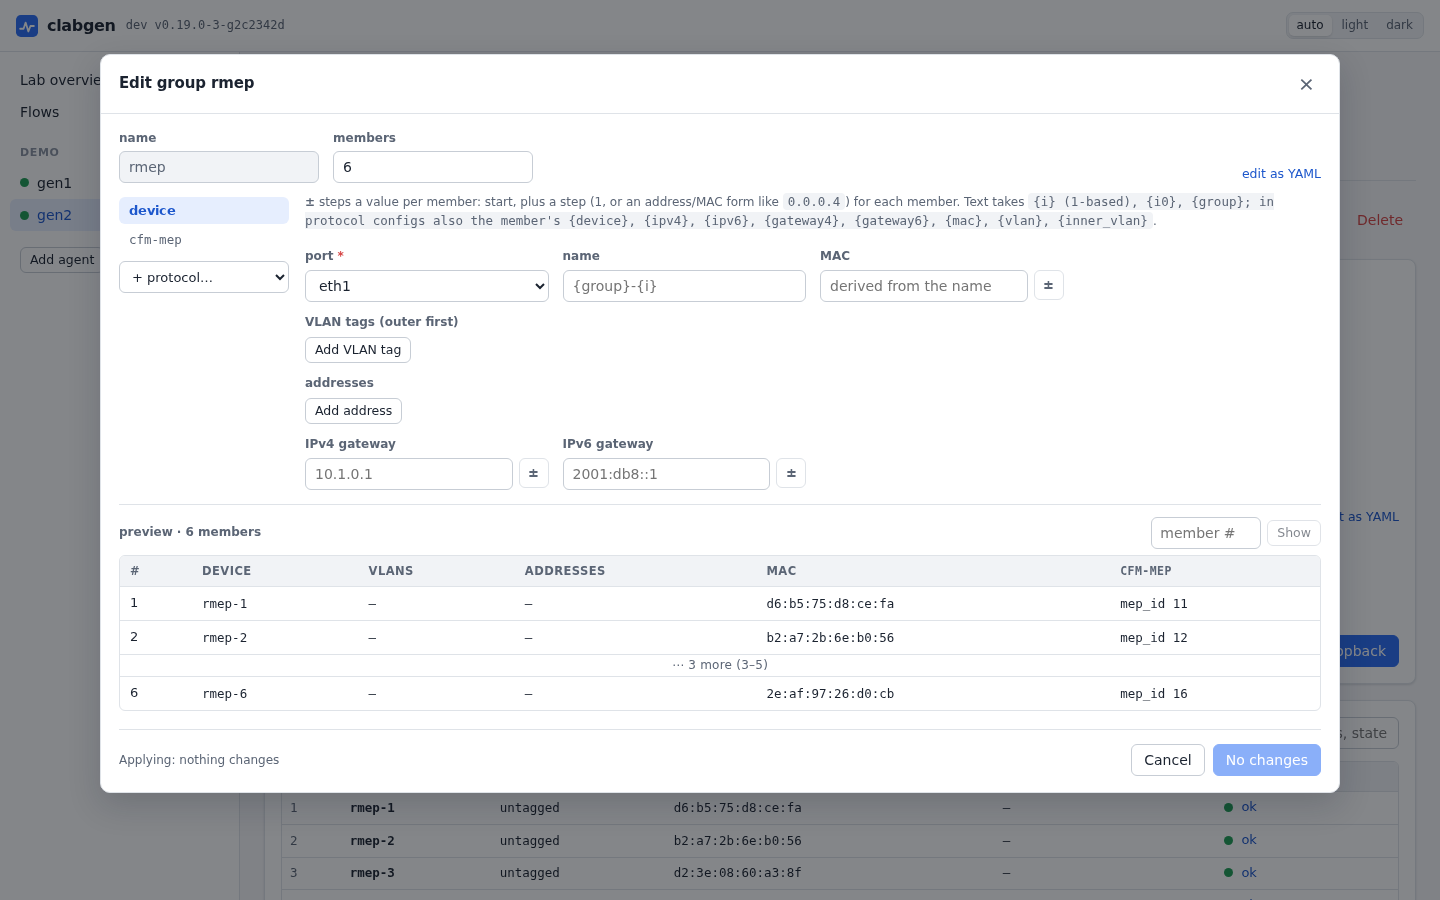 clabgen dev v0.19.0-3-g2c2342d
auto light dark
Edit group rmep
Lab overvie
Flows
DEMO
gen1
gen2
Add agent
name members
rmep 6
edit as YAML
device
cfm-mep
+ protocol...
± steps a value per member: start, plus a step (1, or an address/MAC form like 0.0.0.4 ) for each member. Text takes {i} (1-based), {i0}, {group}; in
protocol configs also the member's {device}, {ipv4}, {ipv6}, {gateway4}, {gateway6}, {mac}, {vlan}, {inner_vlan} .
port * name MAC
eth1 {group}-{i} derived from the name ±
VLAN tags (outer first)
Add VLAN tag
addresses
Add address
IPv4 gateway IPv6 gateway
10.1.0.1 ± 2001:db8::1 ±
Delete
t as YAML
preview · 6 members member # Show
# DEVICE VLANS ADDRESSES MAC CFM-MEP
1 rmep-1 — — d6:b5:75:d8:ce:fa mep_id 11
2 rmep-2 — — b2:a7:2b:6e:b0:56 mep_id 12
··· 3 more (3–5)
6 rmep-6 — — 2e:af:97:26:d0:cb mep_id 16
opback
s, state
Applying: nothing changes Cancel No changes
1 rmep-1 untagged d6:b5:75:d8:ce:fa — ok
2 rmep-2 untagged b2:a7:2b:6e:b0:56 — ok
3 rmep-3 untagged d2:3e:08:60:a3:8f — ok